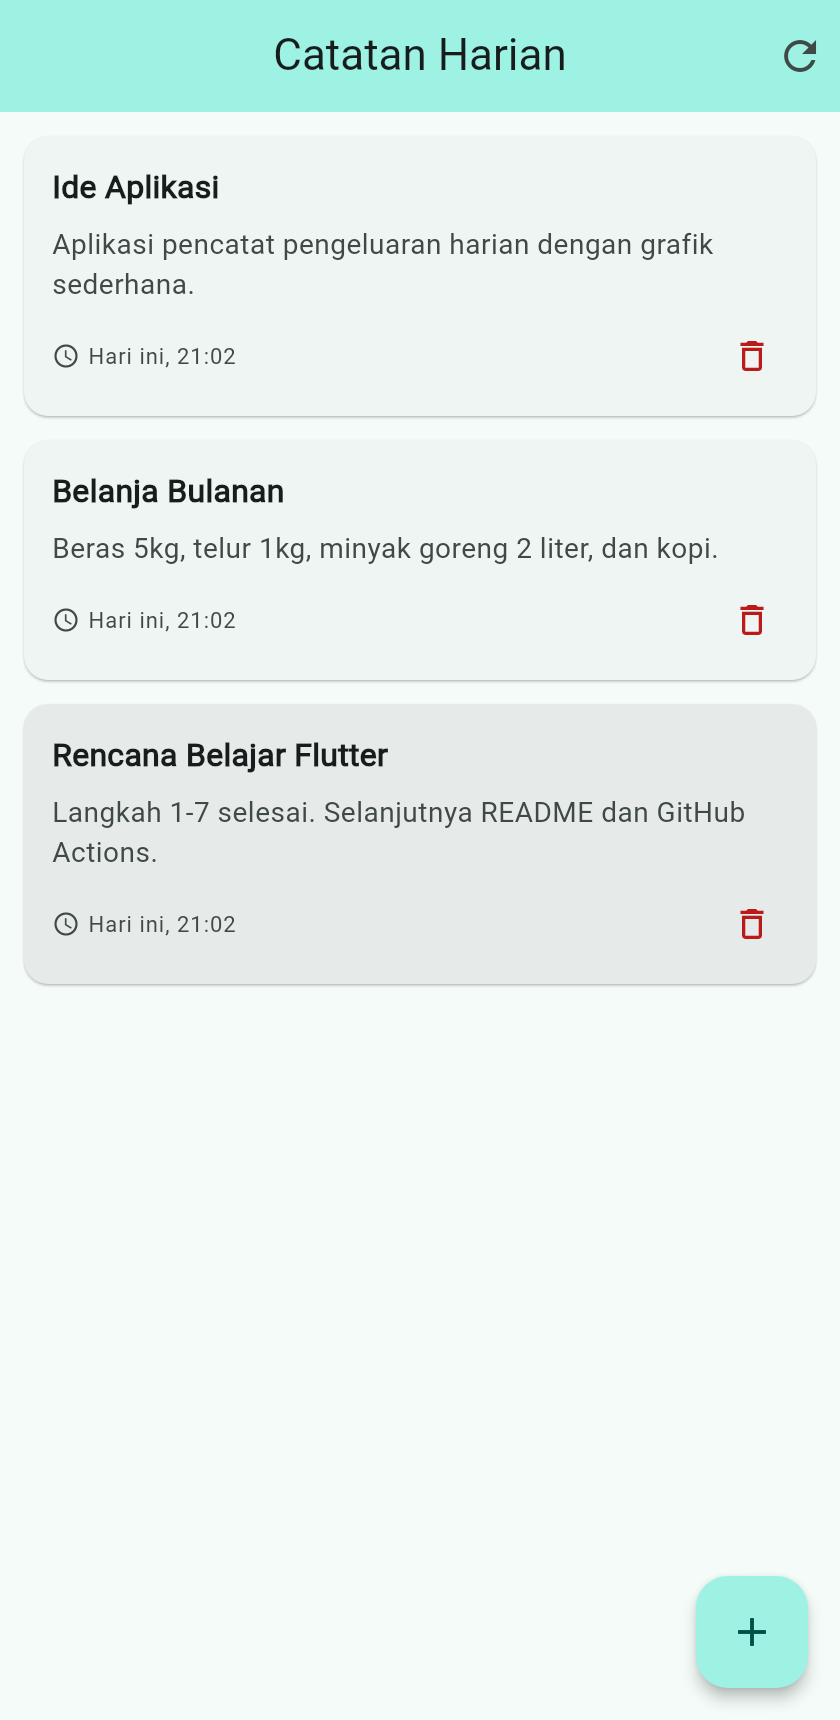 Catatan Harian
Ide Aplikasi
Aplikasi pencatat pengeluaran harian dengan grafik
sederhana.
Hari ini, 21:02
Belanja Bulanan
Beras 5kg, telur 1kg, minyak goreng 2 liter, dan kopi.
Hari ini, 21:02
Rencana Belajar Flutter
Langkah 1-7 selesai. Selanjutnya README dan GitHub
Actions.
Hari ini, 21:02